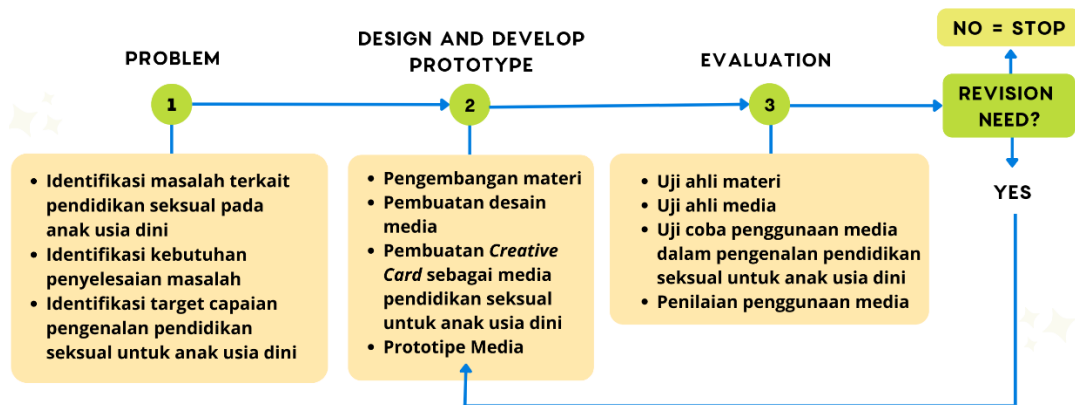 PROBLEM
1
• Identifikasi masalah terkait
pendidikan seksual pada
anak usia dini
• Identifikasi kebutuhan
penyelesaian masalah
• Identifikasi target capaian
pengenalan pendidikan
seksual untuk anak usia dini
DESIGN AND DEVELOP
PROTOTYPE
2
• Pengembangan materi
• Pembuatan desain
media
• Pembuatan Creative
Card sebagai media
pendidikan seksual
untuk anak usia dini
• Prototipe Media
EVALUATION
3
• Uji ahli materi
• Uji ahli media
• Uji coba penggunaan media
dalam pengenalan pendidikan
seksual untuk anak usia dini
• Penilaian penggunaan media
NO = STOP
REVISION
NEED?
YES